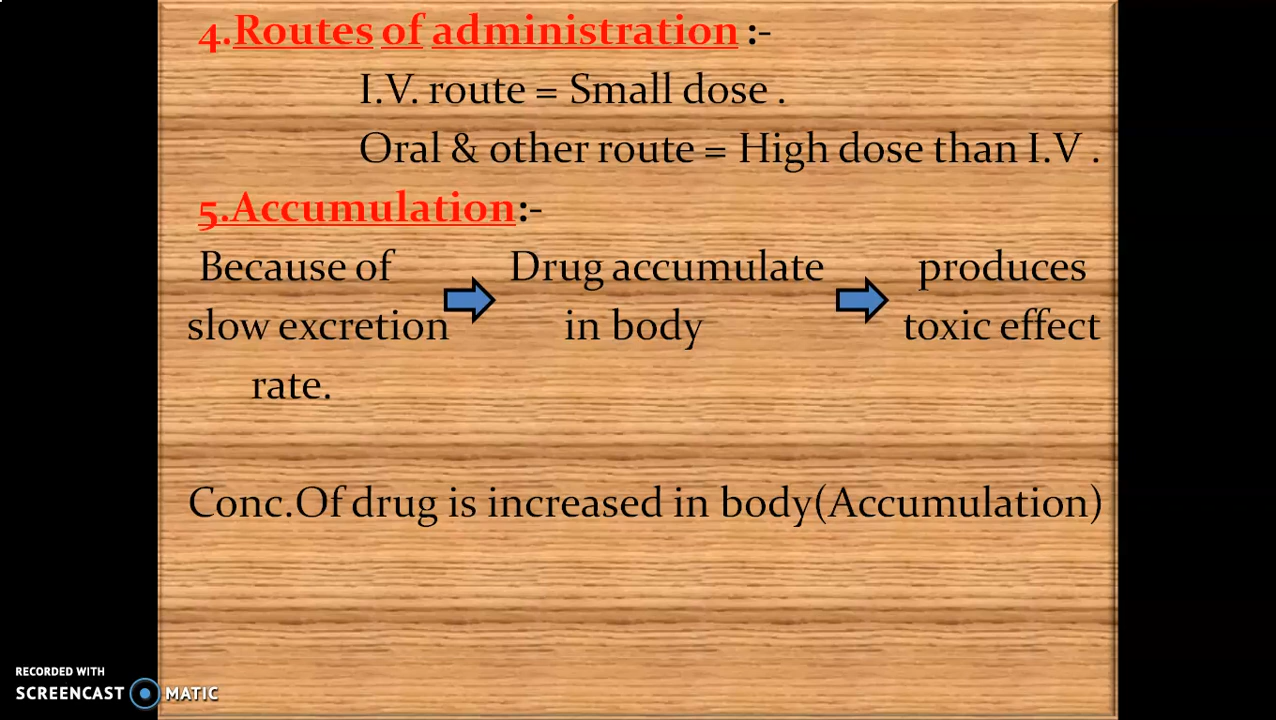 4.Routes of administration :-
I.V. route = Small dose .
Oral & other route = High dose than I.V .
5.Accumulation:-
Because of Drug accumulate produces
slow excretion in body toxic effect
rate.
Conc.Of drug is increased in body(Accumulation)
RECORDED WITH
SCREENCAST MATIC